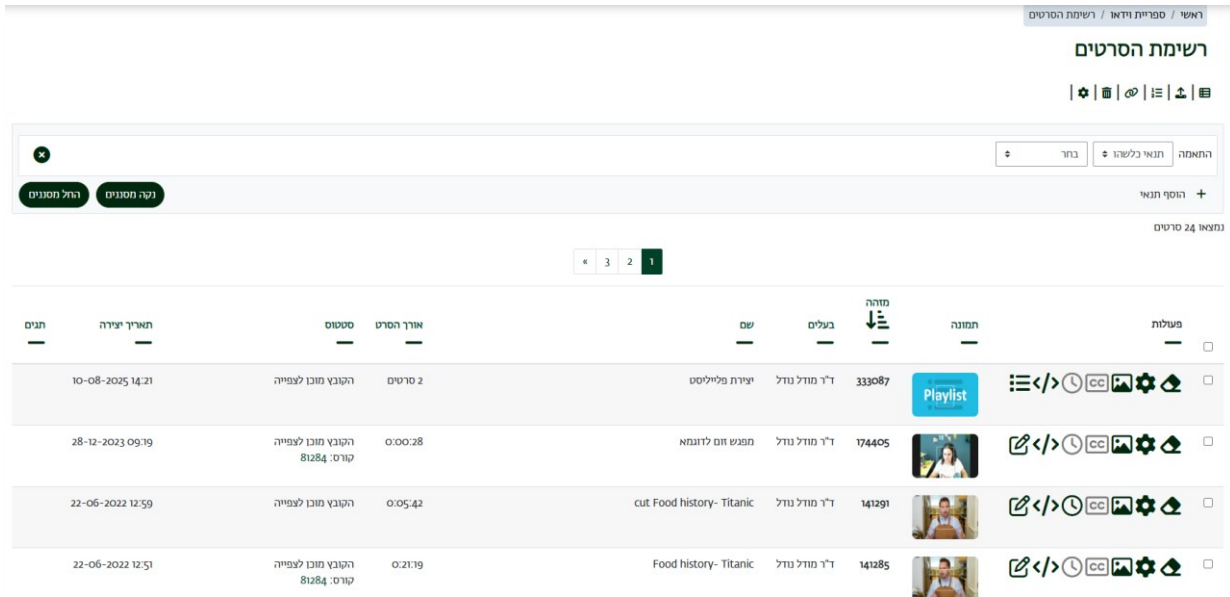 ראשי / ספריית וידאו / רשימת הסרטים
רשימת הסרטים
התאמה תנאי כלשהו בחר
+ הוסף תנאי
נקה מסננים החל מסננים
נמצאו 24 סרטים
1 2 3 »
פעולות תמונה מזהה בעלים שם אורך הסרט סטטוס תאריך יצירה תגים
</> CC Playlist 333087 ד"ר מודל נודל יצירת פלייליסט 2 סרטים הקובץ מוכן לצפייה 10-08-2025 14:21
</> CC 174405 ד"ר מודל נודל מפגש זום לדוגמא 0:00:28 הקובץ מוכן לצפייה 28-12-2023 09:19
קורס: 81284
</> CC 141291 ד"ר מודל נודל cut Food history- Titanic 0:05:42 הקובץ מוכן לצפייה 22-06-2022 12:59
</> CC 141285 ד"ר מודל נודל Food history- Titanic 0:21:19 הקובץ מוכן לצפייה 22-06-2022 12:51
קורס: 81284